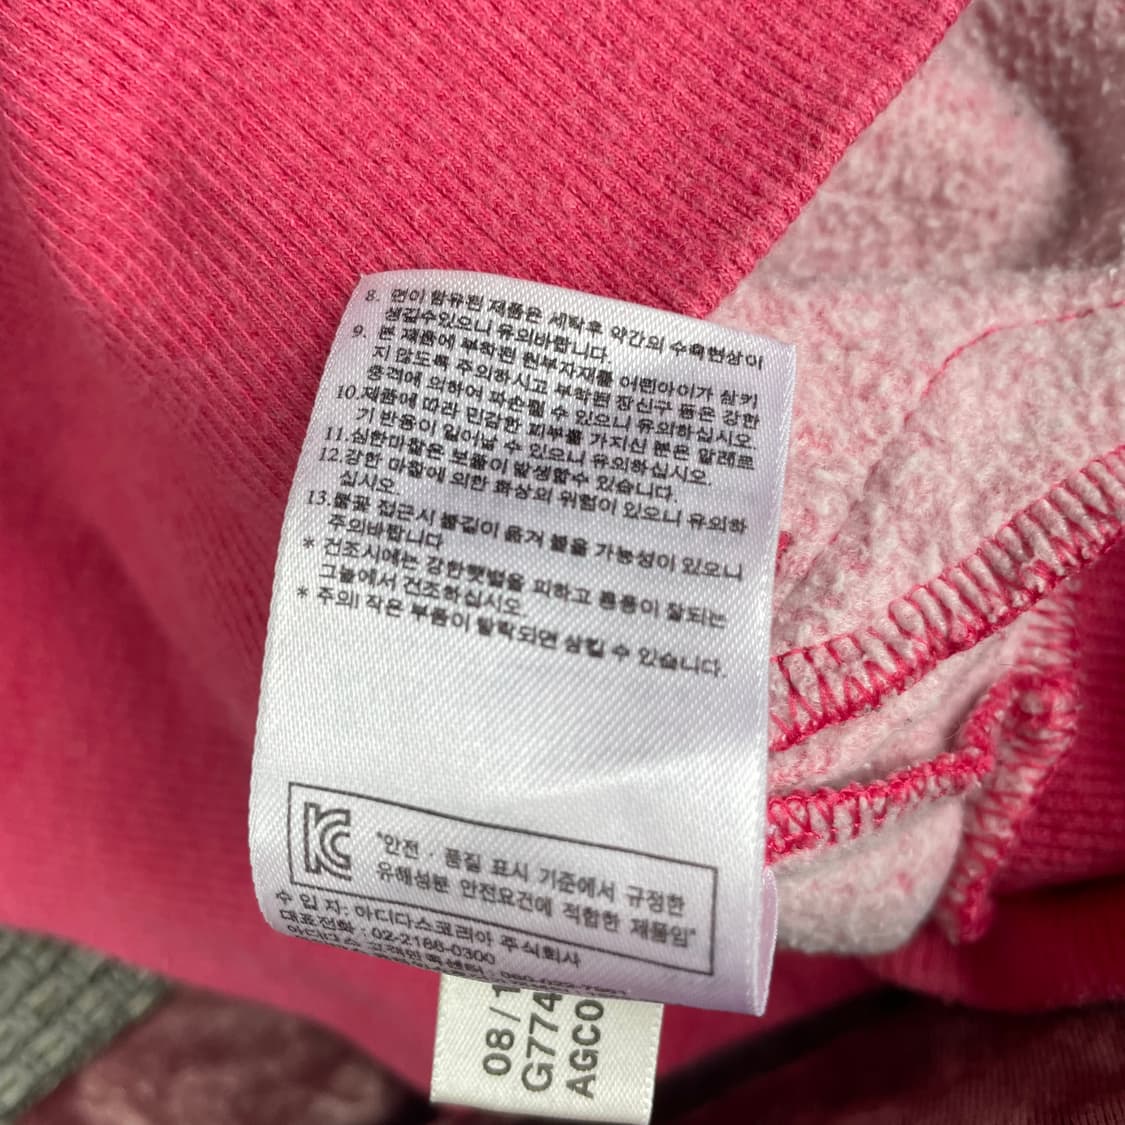 8. 면이 함유된 제품은 세탁후 약간의 수축현상이
생길수있으니 유의바랍니다.
9. 본 제품에 부착된 원부자재를 어린아이가 삼키
지 않도록 주의하시고 부착된 장신구 등은 강한
충격에 의하여 파손될 수 있으니 유의하십시오
10.제품에 따라 민감한 피부를 가지신 분은 알레르
기 반응이 일어날 수 있으니 유의하십시오.
11.심한마찰은 보풀이 발생할수 있습니다.
12.강한 마찰에 의한 화상의 위험이 있으니 유의하
십시오.
13.불꽃 접근시 불길이 옮겨 붙을 가능성이 있으니
주의바랍니다
* 건조시에는 강한햇볕을 피하고 통풍이 잘되는
그늘에서 건조하십시오
* 주의! 작은 부품이 탈락되면 삼킬 수 있습니다.
KC
"안전 · 품질 표시 기준에서 규정한
유해성분 안전요건에 적합한 제품임"
수 입 자: 아디다스코리아 주식회사
대표전화 : 02-2186-0300
아디다스 고객만족센터 :
08/1
G774
AGC0